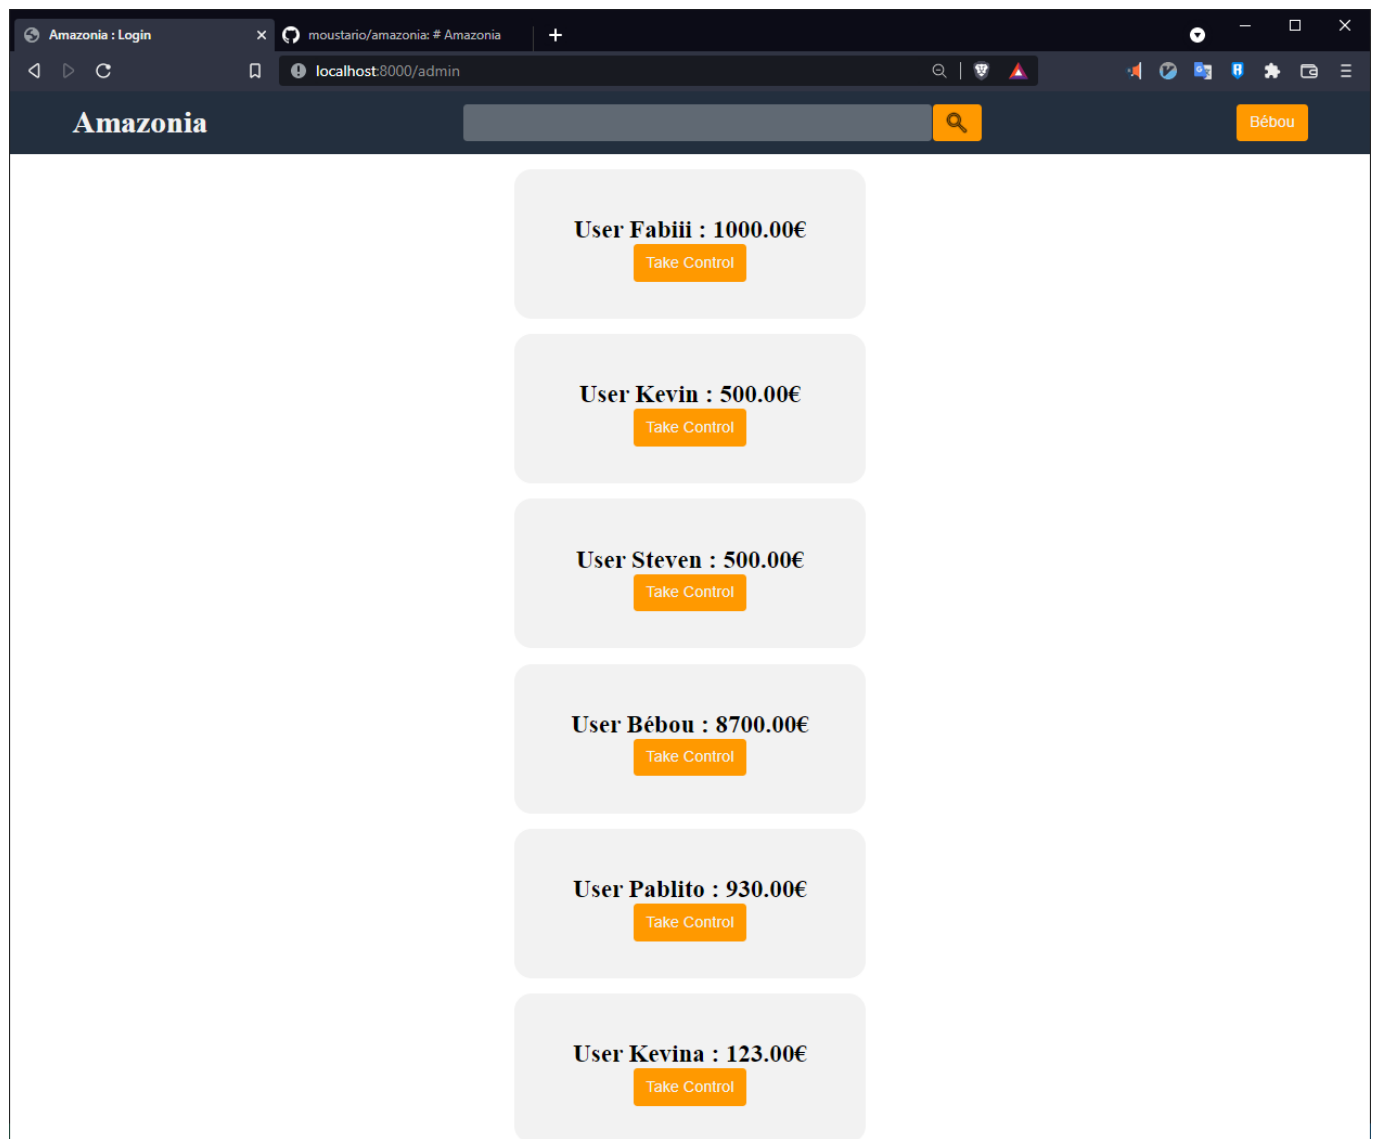 Amazonia : Login
moustario/amazonia: # Amazonia
localhost:8000/admin
Amazonia
Bébou
User Fabiii : 1000.00€
Take Control
User Kevin : 500.00€
Take Control
User Steven : 500.00€
Take Control
User Bébou : 8700.00€
Take Control
User Pablito : 930.00€
Take Control
User Kevina : 123.00€
Take Control